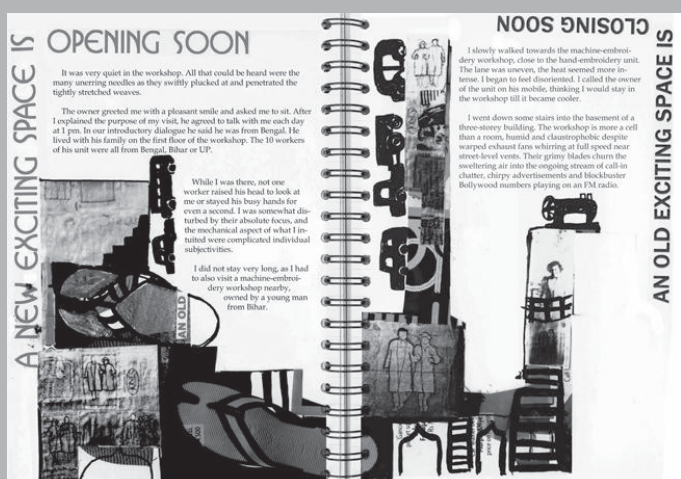 A NEW EXCITING SPACE IS
OPENING SOON
It was very quiet in the workshop. All that could be heard were the
many unerring needles as they swiftly plucked at and penetrated the
tightly stretched weaves.
The owner greeted me with a pleasant smile and asked me to sit. After
I explained the purpose of my visit, he agreed to talk with me each day
at 1 pm. In our introductory dialogue he said he was from Bengal. He
lived with his family on the first floor of the workshop. The 10 workers
of his unit were all from Bengal, Bihar or UP.
While I was there, not one
worker raised his head to look at
me or stayed his busy hands for
even a second. I was somewhat dis-
turbed by their absolute focus, and
the mechanical aspect of what I in-
tuited were complicated individual
subjectivities.
I did not stay very long, as I had
to also visit a machine-embroi-
dery workshop nearby,
owned by a young man
from Bihar.
AN OLD
AN OLD EXCITING SPACE IS
CLOSING SOON
I slowly walked towards the machine-embroi-
dery workshop, close to the hand-embroidery unit.
The lane was uneven, the heat seemed more in-
tense. I began to feel disoriented. I called the owner
of the unit on his mobile, thinking I would stay in
the workshop till it became cooler.
I went down some stairs into the basement of a
three-storey building. The workshop is more a cell
than a room, humid and claustrophobic despite
warped exhaust fans whirring at full speed near
street-level vents. Their grimy blades churn the
sweltering air into the ongoing stream of call-in
chatter, chirpy advertisements and blockbuster
Bollywood numbers playing on an FM radio.